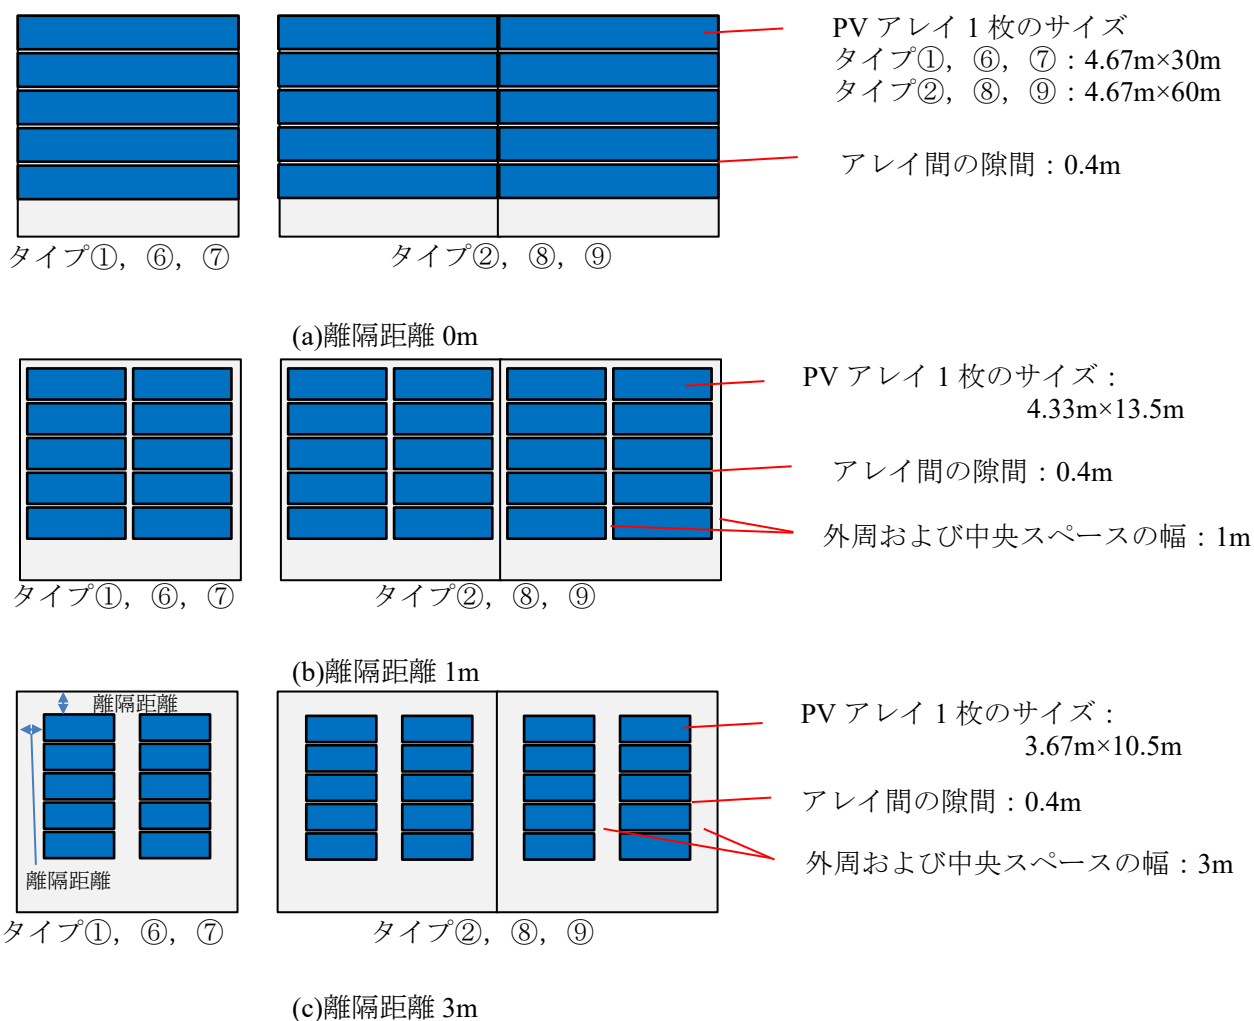 PV アレイ 1 枚のサイズ
タイプ①，⑥，⑦：4.67m×30m
タイプ②，⑧，⑨：4.67m×60m
アレイ間の隙間：0.4m
タイプ①，⑥，⑦
タイプ②，⑧，⑨
(a)離隔距離 0m
PV アレイ 1 枚のサイズ：
4.33m×13.5m
アレイ間の隙間：0.4m
外周および中央スペースの幅：1m
タイプ①，⑥，⑦
タイプ②，⑧，⑨
(b)離隔距離 1m
離隔距離
離隔距離
PV アレイ 1 枚のサイズ：
3.67m×10.5m
アレイ間の隙間：0.4m
外周および中央スペースの幅：3m
タイプ①，⑥，⑦
タイプ②，⑧，⑨
(c)離隔距離 3m